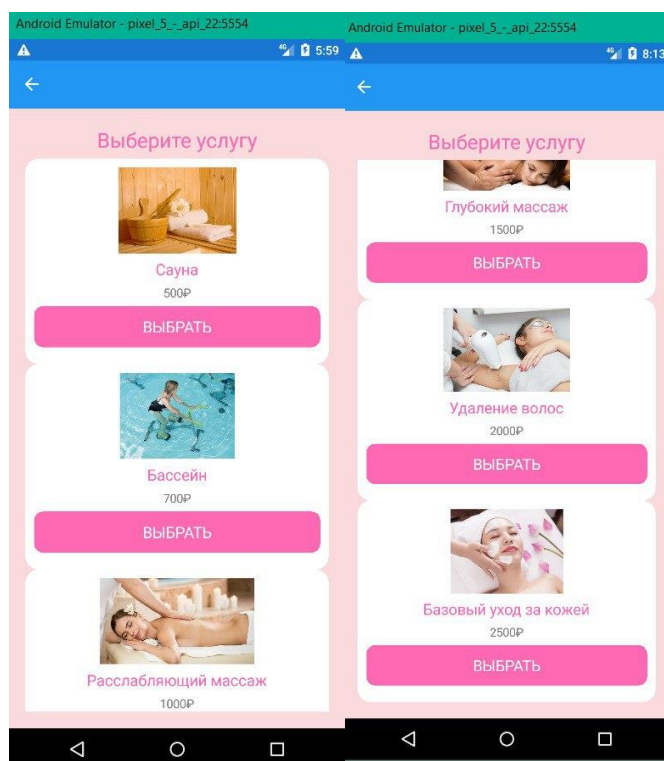 Android Emulator - pixel_5_-_api_22:5554
4G 5:59
Выберите услугу
Сауна
500₽
ВЫБРАТЬ
Бассейн
700₽
ВЫБРАТЬ
Расслабляющий массаж
1000₽
Android Emulator - pixel_5_-_api_22:5554
4G 8:13
Выберите услугу
Глубокий массаж
1500₽
ВЫБРАТЬ
Удаление волос
2000₽
ВЫБРАТЬ
Базовый уход за кожей
2500₽
ВЫБРАТЬ